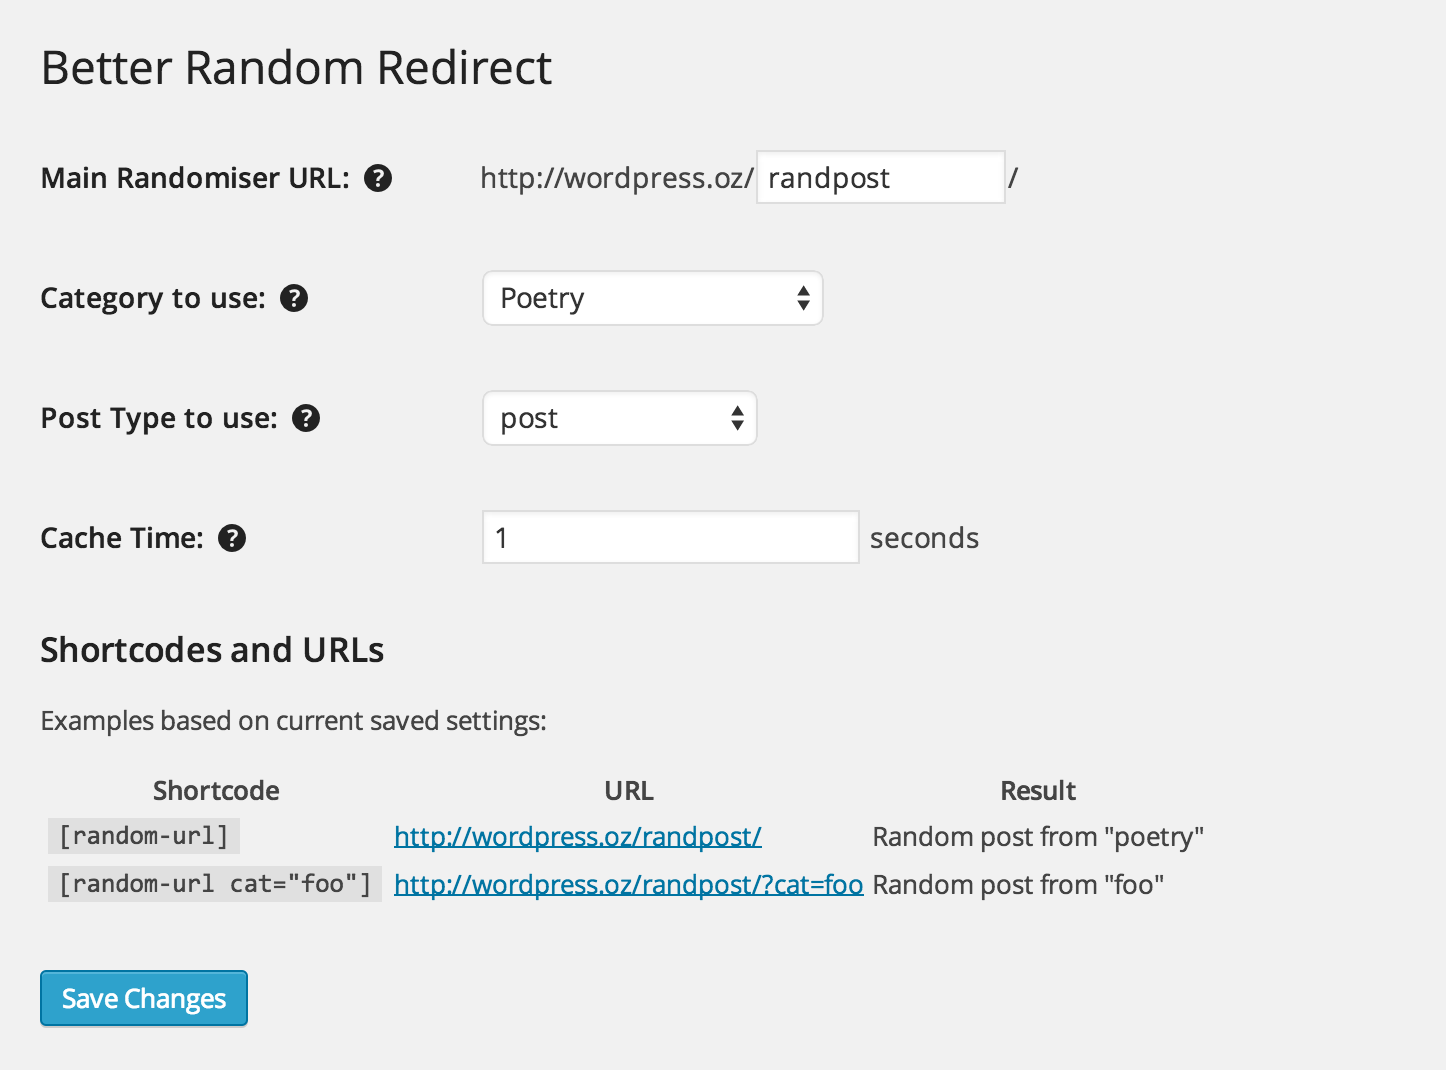 Better Random Redirect
Main Randomiser URL: ? http://wordpress.oz/ randpost /
Category to use: ? Poetry
Post Type to use: ? post
Cache Time: ? 1 seconds
Shortcodes and URLs
Examples based on current saved settings:
Shortcode URL Result
[random-url] http://wordpress.oz/randpost/ Random post from "poetry"
[random-url cat="foo"] http://wordpress.oz/randpost/?cat=foo Random post from "foo"
Save Changes